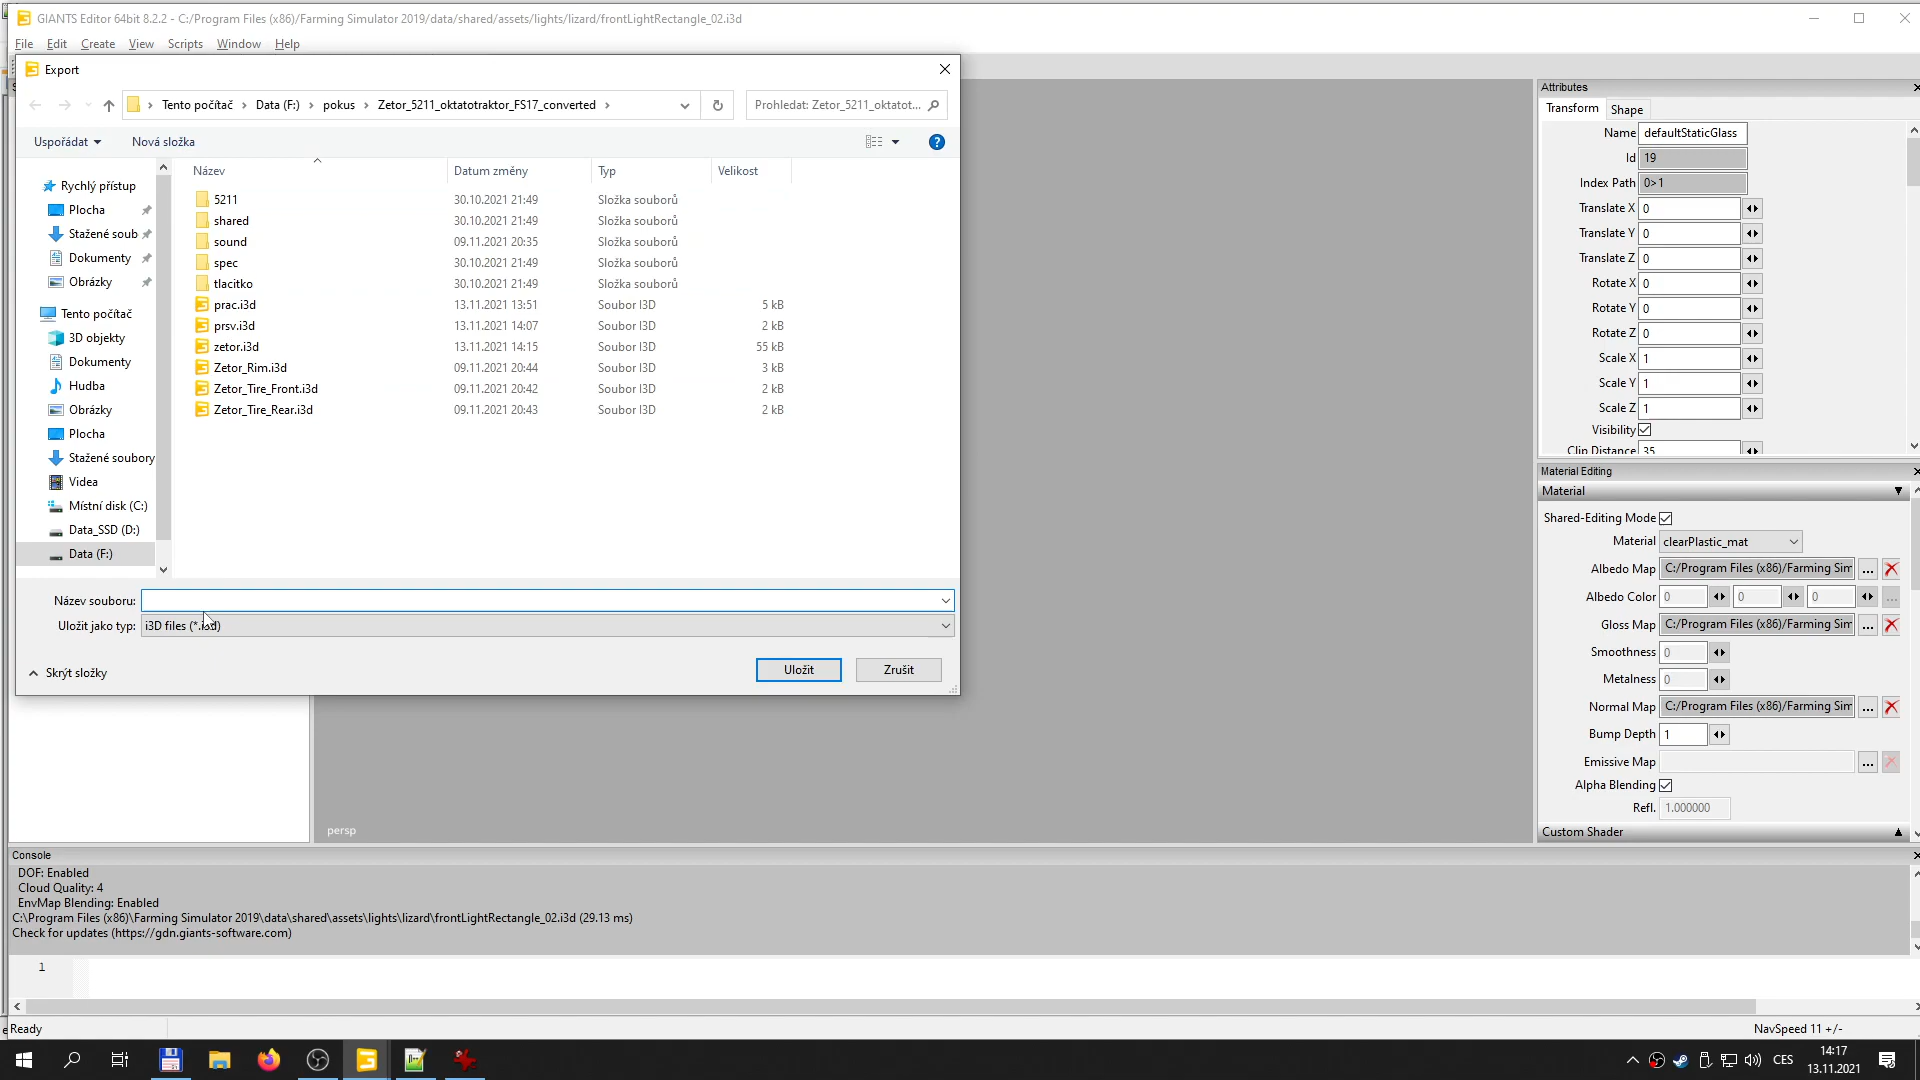 GIANTS Editor 64bit 8.2.2 - C:/Program Files (x86)/Farming Simulator 2019/data/shared/assets/lights/lizard/frontLightRectangle_02.i3d
File Edit Create View Scripts Window Help
Export
Tento počítač > Data (F:) > pokus > Zetor_5211_oktatotraktor_FS17_converted >
Prohledat: Zetor_5211_oktatot...
Uspořádat
Nová složka
Rychlý přístup
Plocha
Stažené soub
Dokumenty
Obrázky
Tento počítač
3D objekty
Dokumenty
Hudba
Obrázky
Plocha
Stažené soubory
Videa
Místní disk (C:)
Data_SSD (D:)
Data (F:)
Název Datum změny Typ Velikost
5211 30.10.2021 21:49 Složka souborů
shared 30.10.2021 21:49 Složka souborů
sound 09.11.2021 20:35 Složka souborů
spec 30.10.2021 21:49 Složka souborů
tlacitko 30.10.2021 21:49 Složka souborů
prac.i3d 13.11.2021 13:51 Soubor I3D 5 kB
prsv.i3d 13.11.2021 14:07 Soubor I3D 2 kB
zetor.i3d 13.11.2021 14:15 Soubor I3D 55 kB
Zetor_Rim.i3d 09.11.2021 20:44 Soubor I3D 3 kB
Zetor_Tire_Front.i3d 09.11.2021 20:42 Soubor I3D 2 kB
Zetor_Tire_Rear.i3d 09.11.2021 20:43 Soubor I3D 2 kB
Název souboru:
Uložit jako typ: i3D files (*.i3d)
Skrýt složky
Uložit Zrušit
persp
Attributes
Transform Shape
Name defaultStaticGlass
Id 19
Index Path 0>1
Translate X 0
Translate Y 0
Translate Z 0
Rotate X 0
Rotate Y 0
Rotate Z 0
Scale X 1
Scale Y 1
Scale Z 1
Visibility
Clip Distance 35
Material Editing
Material
Shared-Editing Mode
Material clearPlastic_mat
Albedo Map C:/Program Files (x86)/Farming Sim ...
Albedo Color 0 0 0 ...
Gloss Map C:/Program Files (x86)/Farming Sim ...
Smoothness 0
Metalness 0
Normal Map C:/Program Files (x86)/Farming Sim ...
Bump Depth 1
Emissive Map ...
Alpha Blending
Refl. 1.000000
Custom Shader
Console
DOF: Enabled
Cloud Quality: 4
EnvMap Blending: Enabled
C:\Program Files (x86)\Farming Simulator 2019\data\shared\assets\lights\lizard\frontLightRectangle_02.i3d (29.13 ms)
Check for updates (https://gdn.giants-software.com)
1
Ready
NavSpeed 11 +/-
CES
14:17
13.11.2021